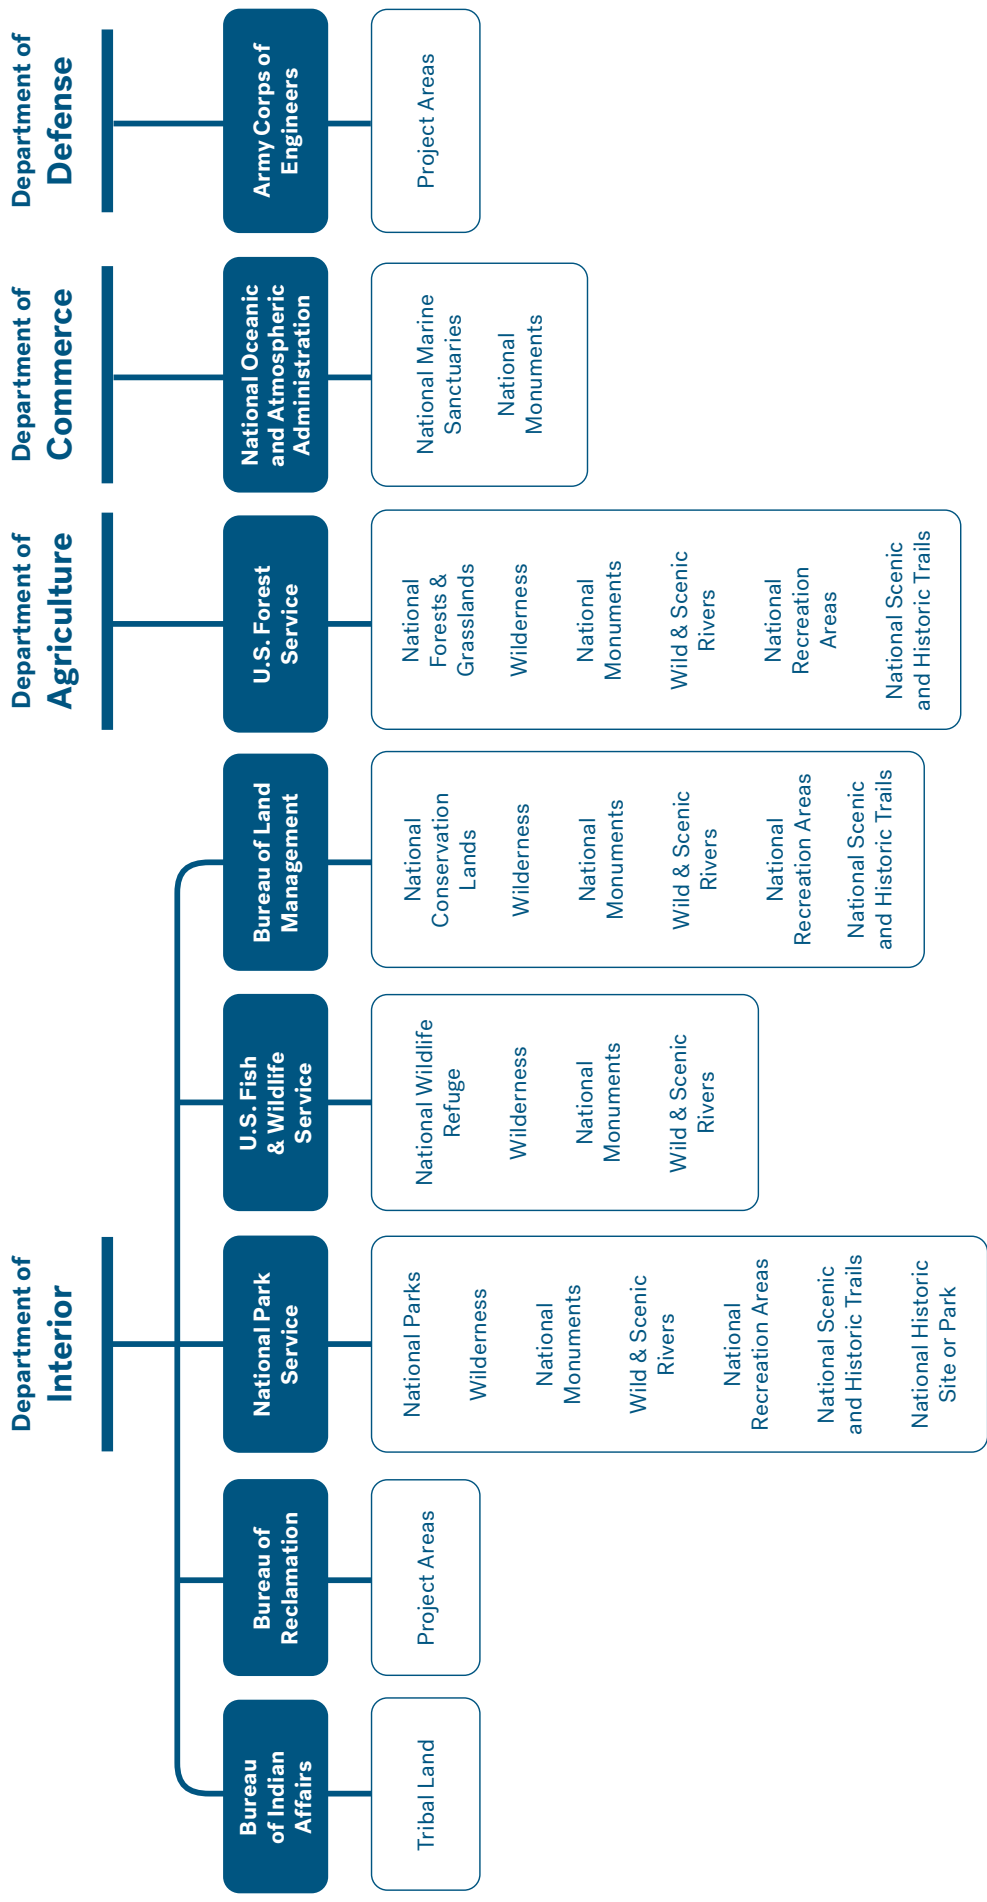 Department of
Interior
Department of
Agriculture
Department of
Commerce
Department of
Defense
Bureau
of Indian
Affairs
Tribal Land
Bureau of
Reclamation
Project Areas
National Park
Service
National Parks
Wilderness
National
Monuments
Wild & Scenic
Rivers
National
Recreation Areas
National Scenic
and Historic Trails
National Historic
Site or Park
U.S. Fish
& Wildlife
Service
National Wildlife
Refuge
Wilderness
National
Monuments
Wild & Scenic
Rivers
Bureau of Land
Management
National
Conservation
Lands
Wilderness
National
Monuments
Wild & Scenic
Rivers
National
Recreation Areas
National Scenic
and Historic Trails
U.S. Forest
Service
National
Forests &
Grasslands
Wilderness
National
Monuments
Wild & Scenic
Rivers
National
Recreation
Areas
National Scenic
and Historic Trails
National Oceanic
and Atmospheric
Administration
National Marine
Sanctuaries
National
Monuments
Army Corps of
Engineers
Project Areas